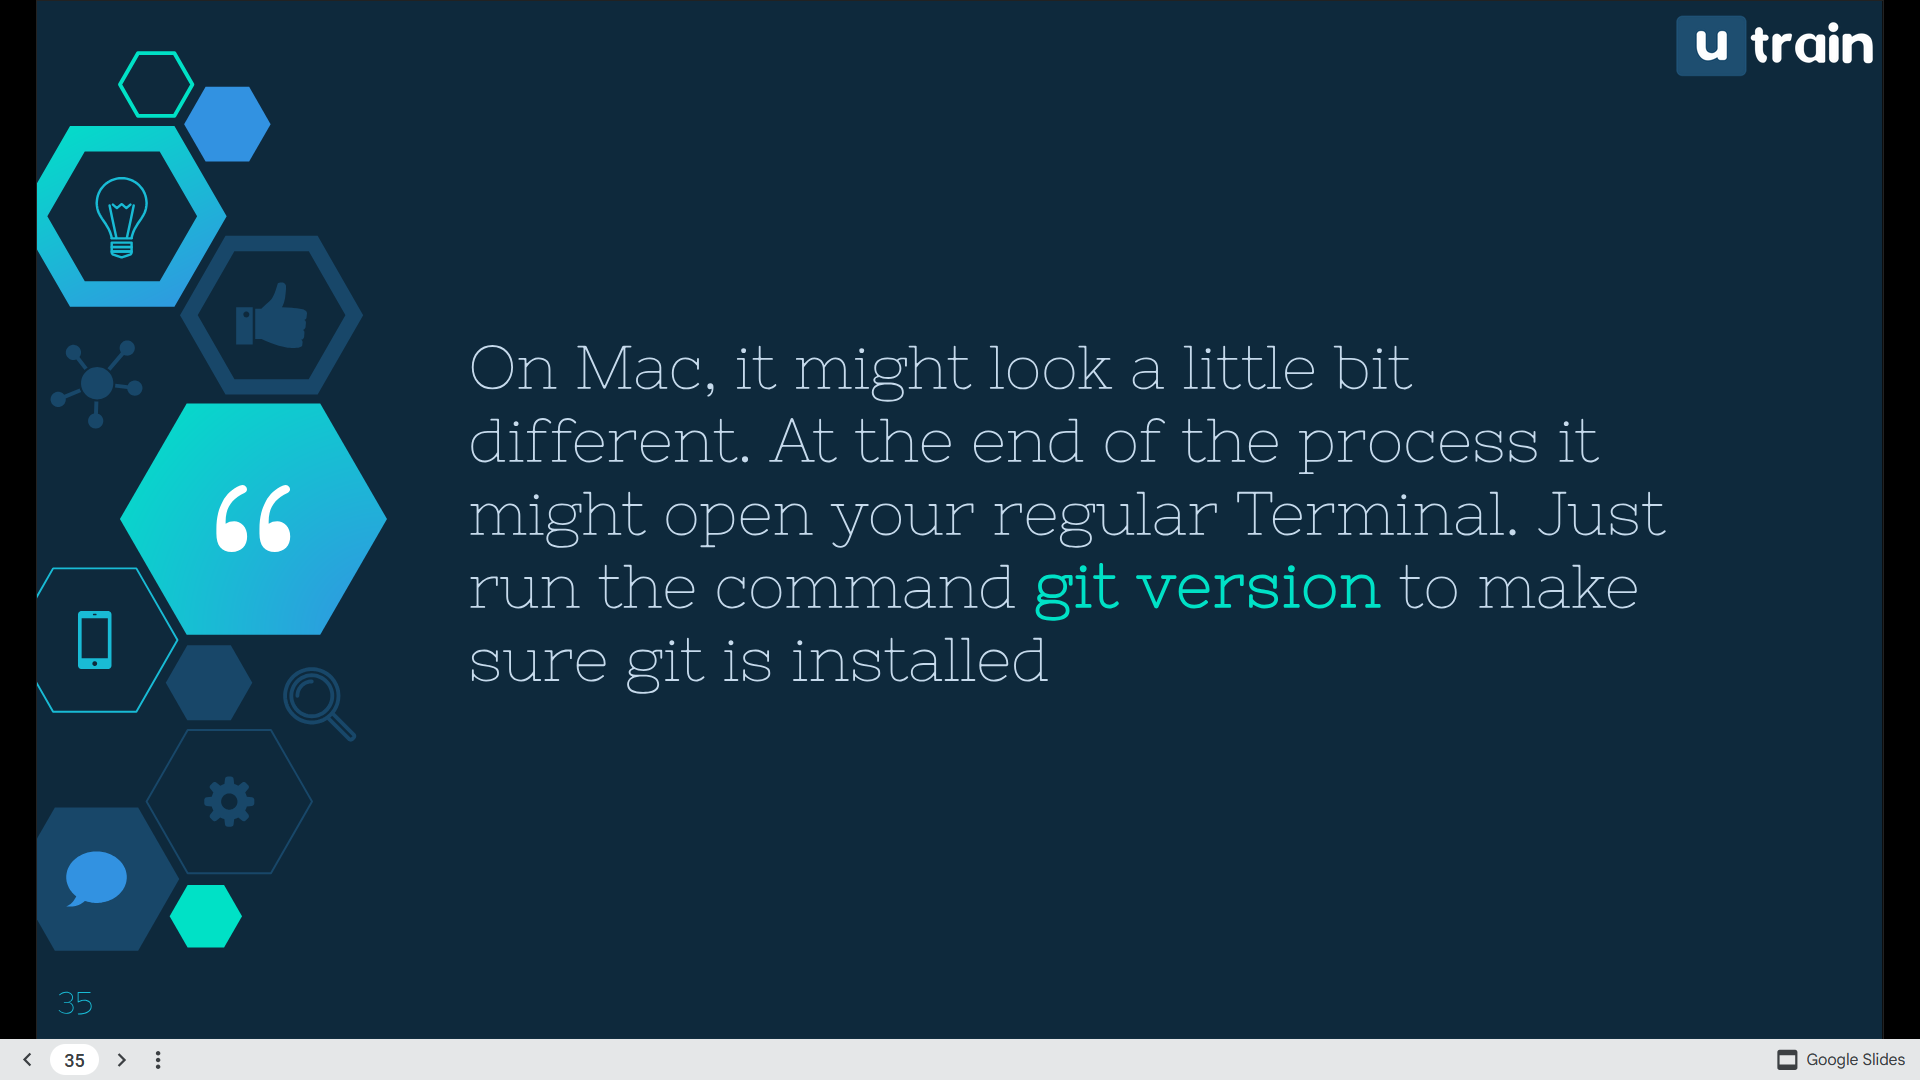 u train
On Mac, it might look a little bit
different. At the end of the process it
might open your regular Terminal. Just
run the command git version to make
sure git is installed
35
35
Google Slides